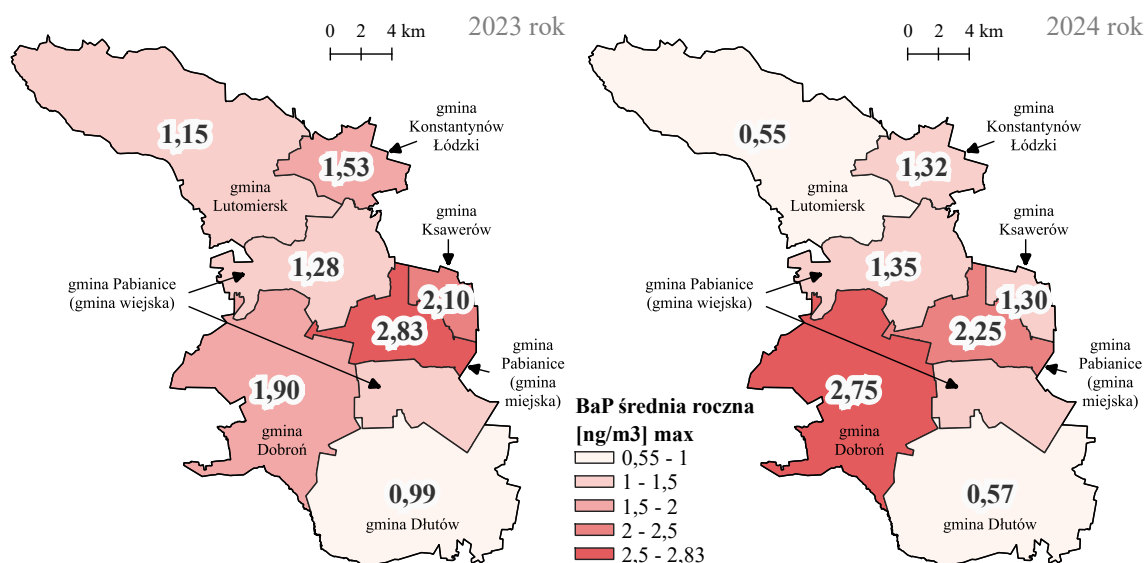 0 2 4 km
2023 rok
gmina
Konstantynów
Łódzki
1,15
1,53
gmina
Lutomiersk
gmina
Ksawerów
gmina Pabianice
(gmina wiejska)
1,28
2,10
2,83
gmina
Pabianice
(gmina
miejska)
1,90
gmina
Dobroń
0,99
gmina Dłutów
BaP średnia roczna
[ng/m3] max
0,55 - 1
1 - 1,5
1,5 - 2
2 - 2,5
2,5 - 2,83
0 2 4 km
2024 rok
gmina
Konstantynów
Łódzki
0,55
1,32
gmina
Lutomiersk
gmina
Ksawerów
gmina Pabianice
(gmina wiejska)
1,35
1,30
2,25
gmina
Pabianice
(gmina
miejska)
2,75
gmina
Dobroń
0,57
gmina Dłutów